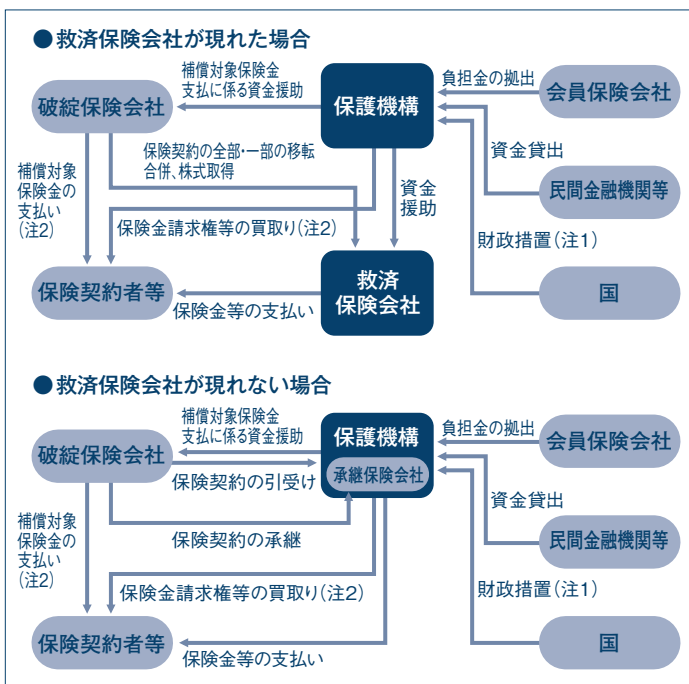 ●救済保険会社が現れた場合
補償対象保険金
支払に係る資金援助
負担金の拠出
破綻保険会社
保護機構
会員保険会社
保険契約の全部・一部の移転
合併、株式取得
資金貸出
補償対象
保険金の
支払い
(注2)
資金
援助
民間金融機関等
保険金請求権等の買取り(注2)
財政措置(注1)
保険契約者等
救済
保険会社
国
保険金等の支払い
●救済保険会社が現れない場合
補償対象保険金
支払に係る資金援助
負担金の拠出
破綻保険会社
保護機構
会員保険会社
承継保険会社
保険契約の引受け
資金貸出
補償対象
保険金の
支払い
(注2)
保険契約の承継
民間金融機関等
保険金請求権等の買取り(注2)
財政措置(注1)
保険契約者等
国
保険金等の支払い